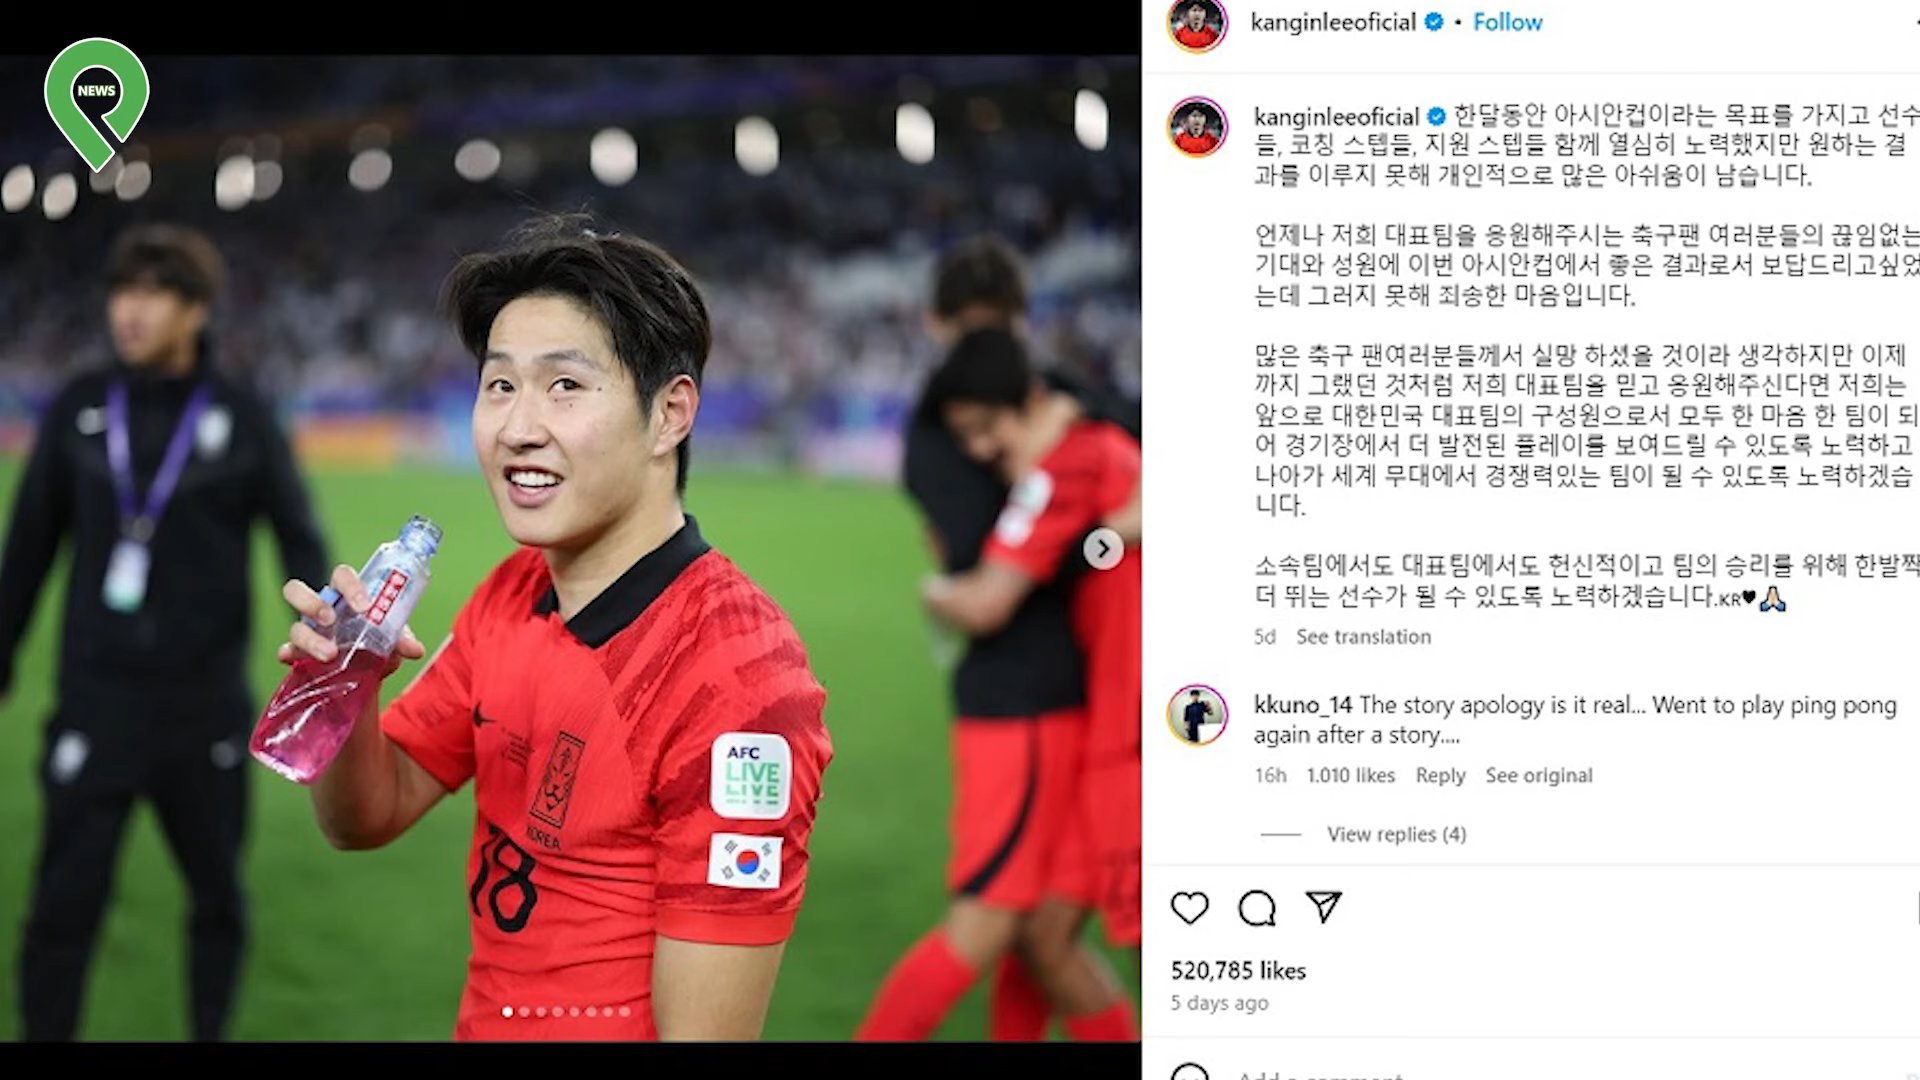 NEWS
AFC
LIVE
LIVE
KOREA
18
kanginleeoficial • Follow
kanginleeoficial 한달동안 아시안컵이라는 목표를 가지고 선수
들, 코칭 스텝들, 지원 스텝들 함께 열심히 노력했지만 원하는 결
과를 이루지 못해 개인적으로 많은 아쉬움이 남습니다.
언제나 저희 대표팀을 응원해주시는 축구팬 여러분들의 끊임없는
기대와 성원에 이번 아시안컵에서 좋은 결과로서 보답드리고싶었
는데 그러지 못해 죄송한 마음입니다.
많은 축구 팬여러분들께서 실망 하셨을 것이라 생각하지만 이제
까지 그랬던 것처럼 저희 대표팀을 믿고 응원해주신다면 저희는
앞으로 대한민국 대표팀의 구성원으로서 모두 한 마음 한 팀이 되
어 경기장에서 더 발전된 플레이를 보여드릴 수 있도록 노력하고
나아가 세계 무대에서 경쟁력있는 팀이 될 수 있도록 노력하겠습
니다.
소속팀에서도 대표팀에서도 헌신적이고 팀의 승리를 위해 한발짝
더 뛰는 선수가 될 수 있도록 노력하겠습니다.KR♥🙏🏻
5d See translation
kkuno_14 The story apology is it real... Went to play ping pong
again after a story....
16h 1.010 likes Reply See original
View replies (4)
520,785 likes
5 days ago
Add a comment